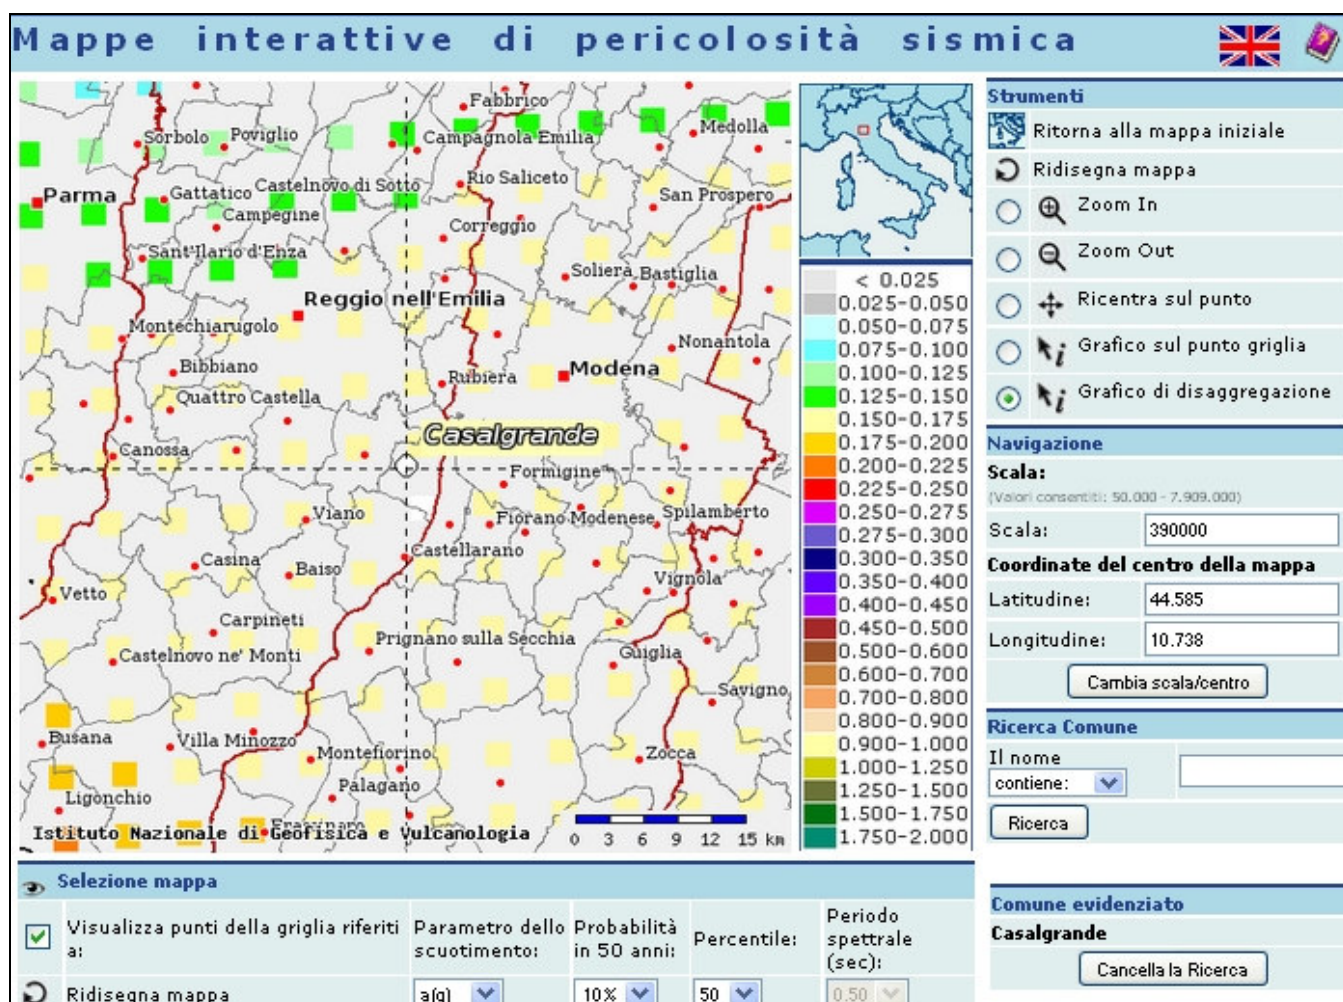 Mappe interattive di pericolosità sismica
Fabbrico
Medolla
Sorbolo
Poviglio
Campagnola Emilia
Parma
Gattatico
Castelnovo di Sotto
Rio Saliceto
San Prospero
Campegine
Correggio
Sant'Ilario d'Enza
Soliera
Bastiglia
Reggio nell'Emilia
Montechiarugolo
Nonantola
Bibbiano
Rubiera
Modena
Quattro Castella
Casalgrande
Canossa
Formigine
Viano
Fiorano Modenese
Spilamberto
Casina
Baiso
Castellarano
Vetto
Vignola
Carpineti
Prignano sulla Secchia
Castelnovo ne' Monti
Guiglia
Savigno
Busana
Villa Minozzo
Montefiorino
Zocca
Palagano
Ligonchio
Istituto Nazionale di Geofisica e Vulcanologia
0 3 6 9 12 15 km
< 0.025
0.025-0.050
0.050-0.075
0.075-0.100
0.100-0.125
0.125-0.150
0.150-0.175
0.175-0.200
0.200-0.225
0.225-0.250
0.250-0.275
0.275-0.300
0.300-0.350
0.350-0.400
0.400-0.450
0.450-0.500
0.500-0.600
0.600-0.700
0.700-0.800
0.800-0.900
0.900-1.000
1.000-1.250
1.250-1.500
1.500-1.750
1.750-2.000
Strumenti
Ritorna alla mappa iniziale
Ridisegna mappa
Zoom In
Zoom Out
Ricentra sul punto
Grafico sul punto griglia
Grafico di disaggregazione
Navigazione
Scala:
(Valori consentiti: 50.000 - 7.909.000)
Scala: 390000
Coordinate del centro della mappa
Latitudine: 44.585
Longitudine: 10.738
Cambia scala/centro
Ricerca Comune
Il nome
contiene:
Ricerca
Comune evidenziato
Casalgrande
Cancella la Ricerca
Selezione mappa
Visualizza punti della griglia riferiti
a:
Parametro dello
scuotimento:
Probabilità
in 50 anni:
Percentile:
Periodo
spettrale
(sec):
Ridisegna mappa
a(g)
10%
50
0.50